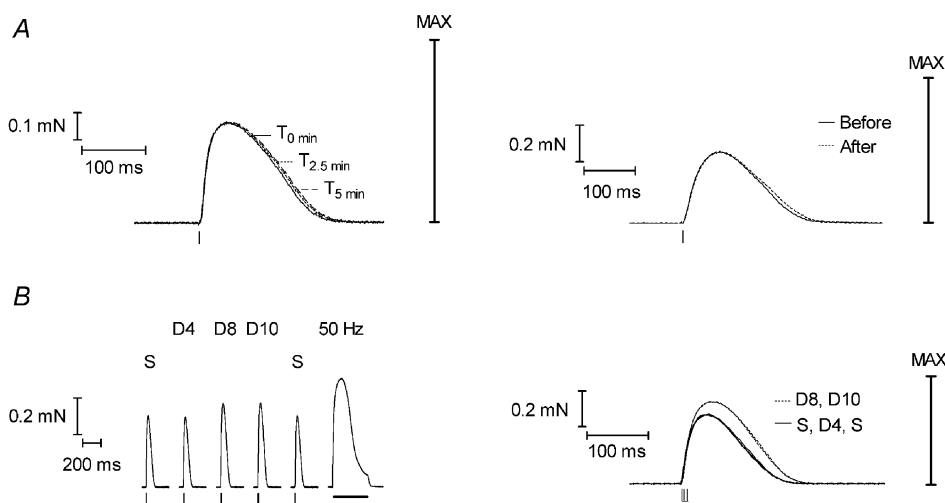 A
MAX
0.1 mN
100 ms
T0 min
T2.5 min
T5 min
MAX
0.2 mN
100 ms
Before
After
B
D4 D8 D10 50 Hz
S S
0.2 mN
200 ms
MAX
0.2 mN
100 ms
D8, D10
S, D4, S